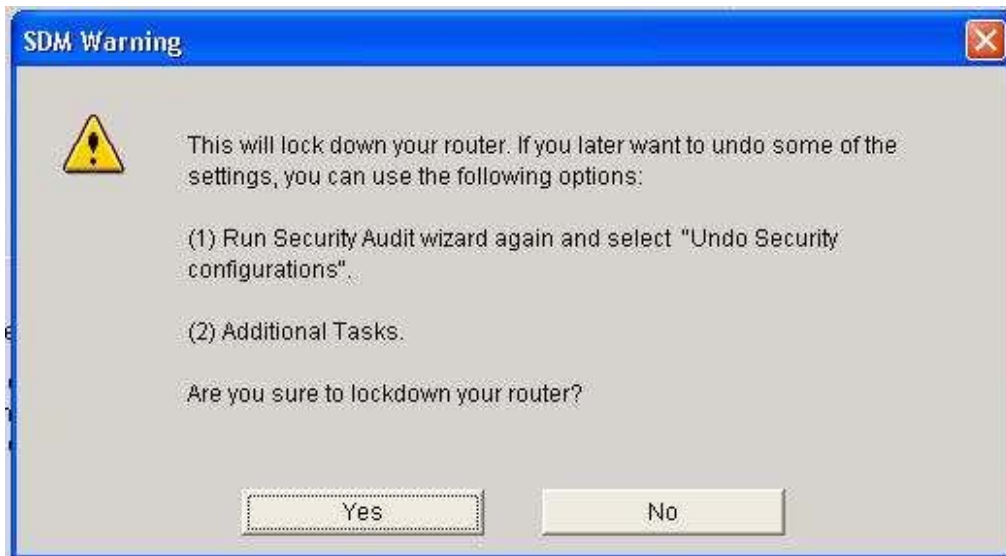 SDM Warning
This will lock down your router. If you later want to undo some of the
settings, you can use the following options:
(1) Run Security Audit wizard again and select "Undo Security
configurations".
(2) Additional Tasks.
Are you sure to lockdown your router?
Yes
No